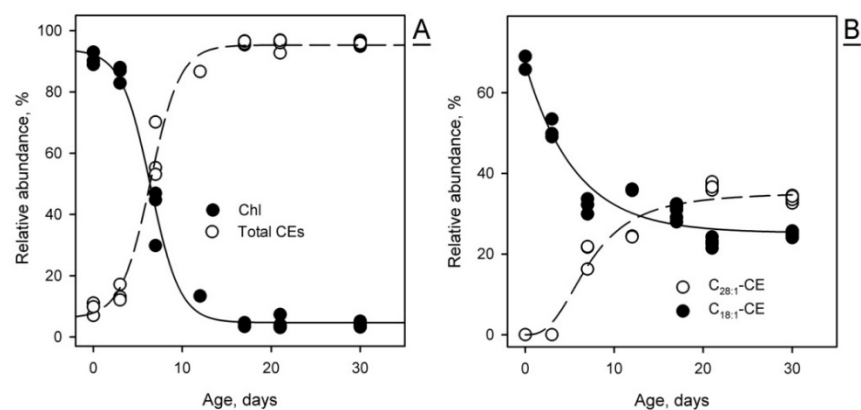 A
100
80
60
40
20
0
Relative abundance, %
Chl
Total CEs
0 10 20 30
Age, days
B
60
40
20
0
Relative abundance, %
C28:1-CE
C18:1-CE
0 10 20 30
Age, days